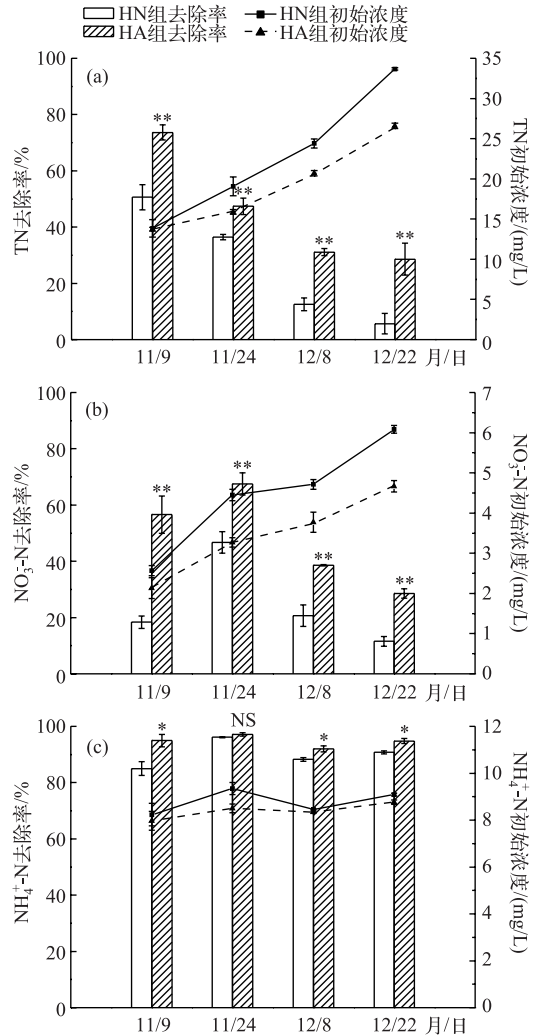 HN组去除率 HN组初始浓度
HA组去除率 HA组初始浓度
(a)
100
80
60
40
20
0
TN去除率/%
** ** ** **
35
30
25
20
15
10
5
0
TN初始浓度/(mg/L)
11/9 11/24 12/8 12/22 月/日
(b)
100
80
60
40
20
0
NO₃⁻-N去除率/%
** ** ** **
7
6
5
4
3
2
1
0
NO₃⁻-N初始浓度/(mg/L)
11/9 11/24 12/8 12/22 月/日
(c)
100
80
60
40
20
0
NH₄⁺-N去除率/%
* NS * *
12
10
8
6
4
2
0
NH₄⁺-N初始浓度/(mg/L)
11/9 11/24 12/8 12/22 月/日